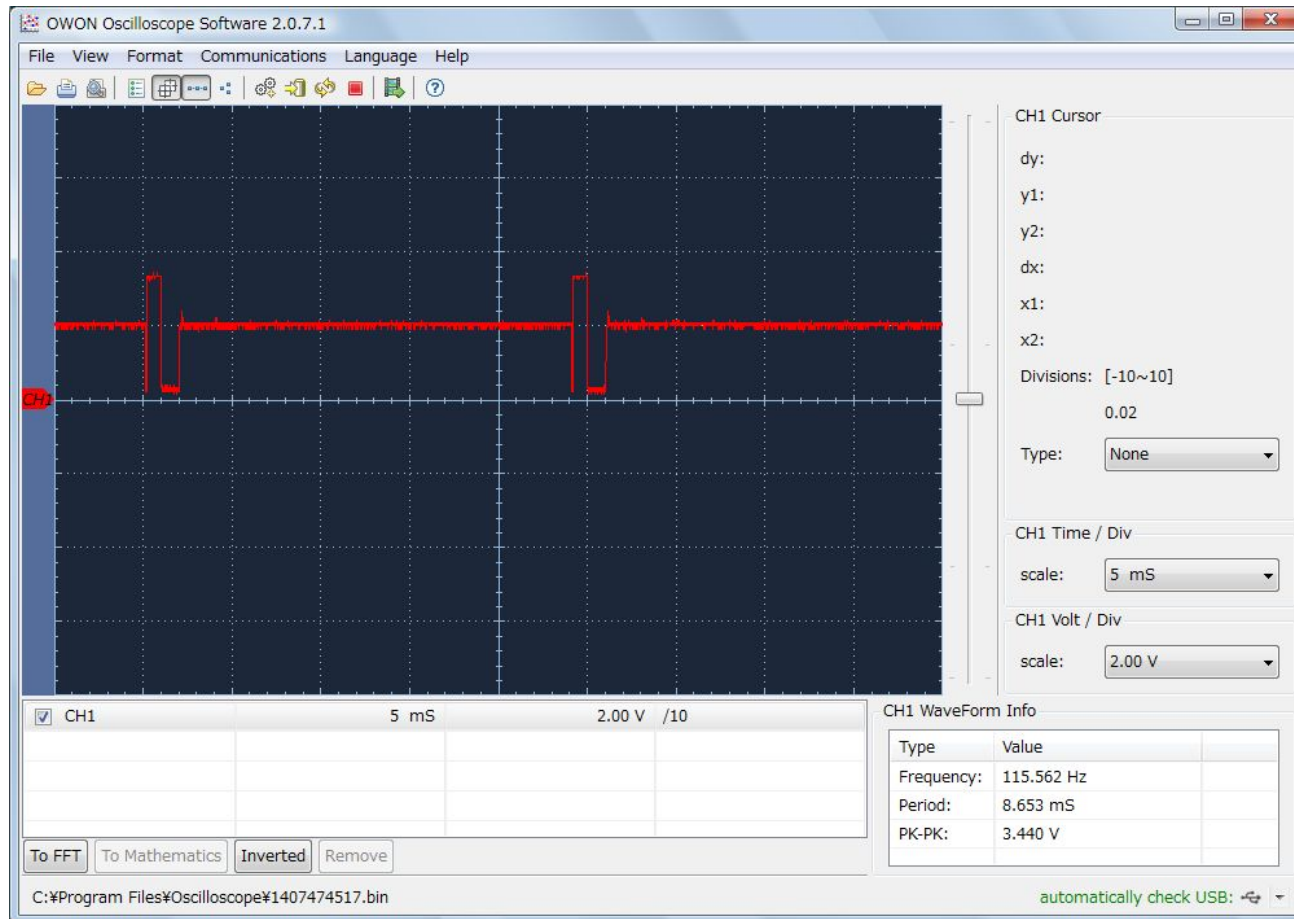 OWON Oscilloscope Software 2.0.7.1
File View Format Communications Language Help
CH1 Cursor
dy:
y1:
y2:
dx:
x1:
x2:
Divisions: [-10~10]
0.02
Type: None
CH1
CH1 Time / Div
scale: 5 mS
CH1 Volt / Div
scale: 2.00 V
CH1 5 mS 2.00 V /10
CH1 WaveForm Info
Type Value
Frequency: 115.562 Hz
Period: 8.653 mS
PK-PK: 3.440 V
To FFT To Mathematics Inverted Remove
C:¥Program Files¥Oscilloscope¥1407474517.bin
automatically check USB: